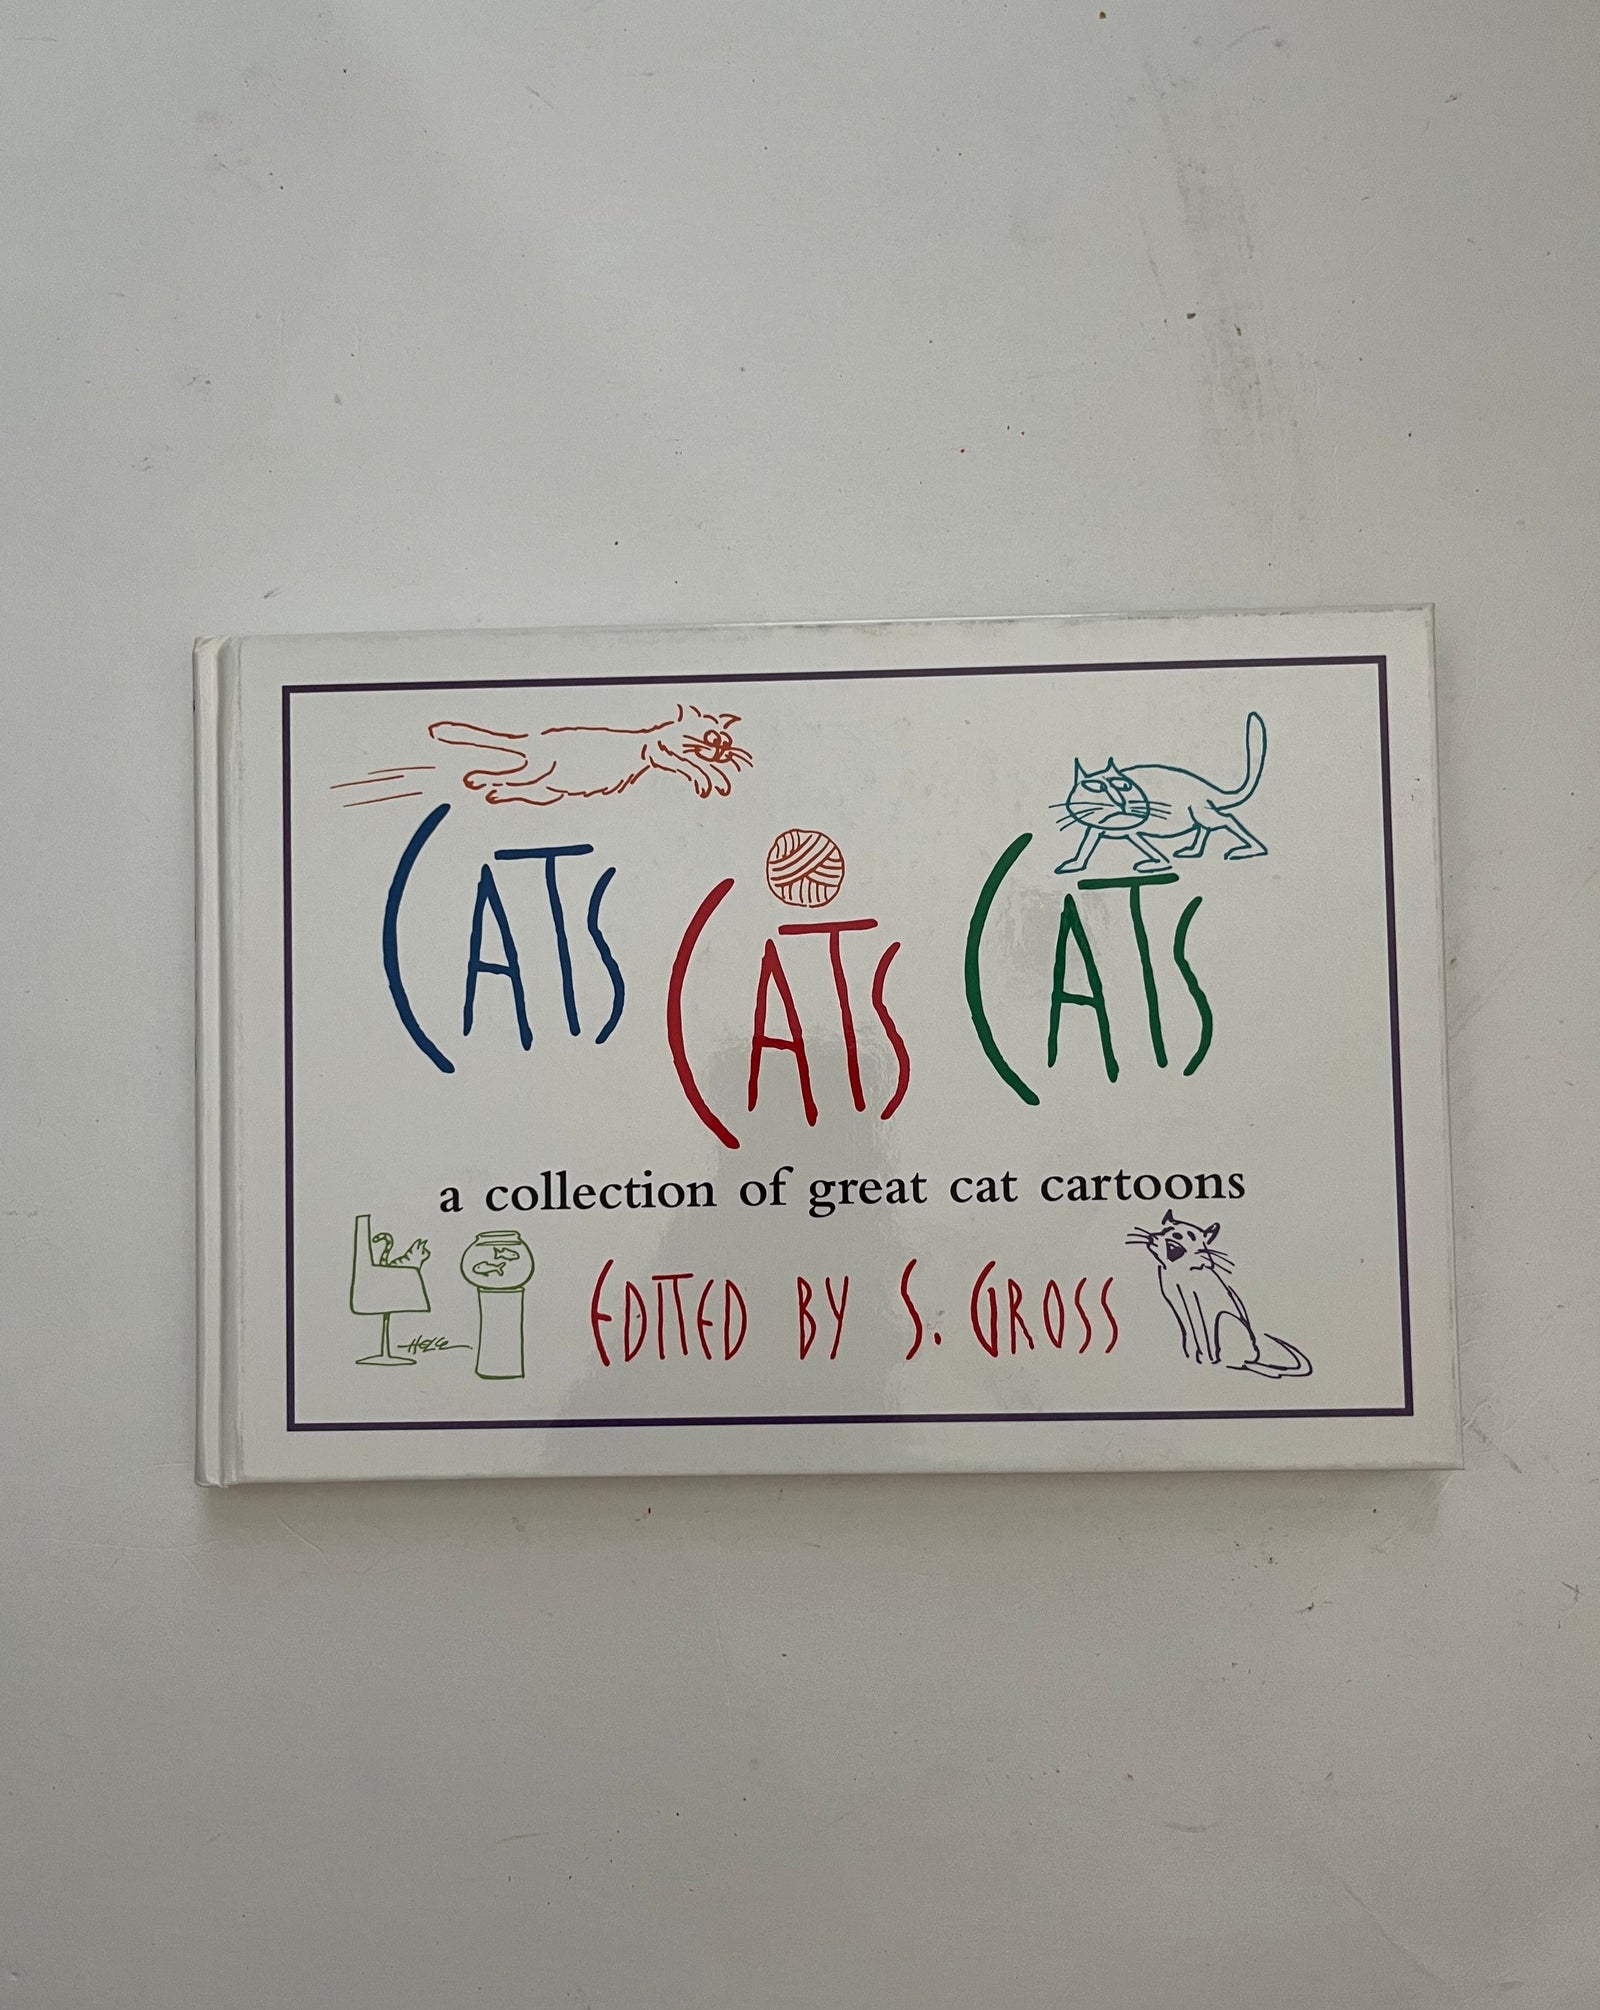 CATS CATS CATS
a collection of great cat cartoons
EDITED BY S. GROSS